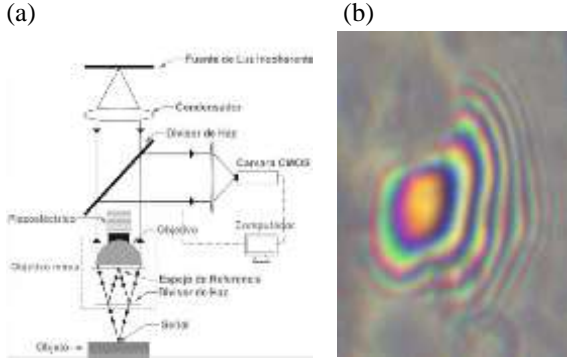 (a)
(b)
Fuente de Luz Incoherente
Condensador
Divisor de Haz
Camara CMOS
Piezoeléctrico
Objetivo
Computador
Objetivo mirau
Espejo de Referencia
Divisor de Haz
Señal
Objeto